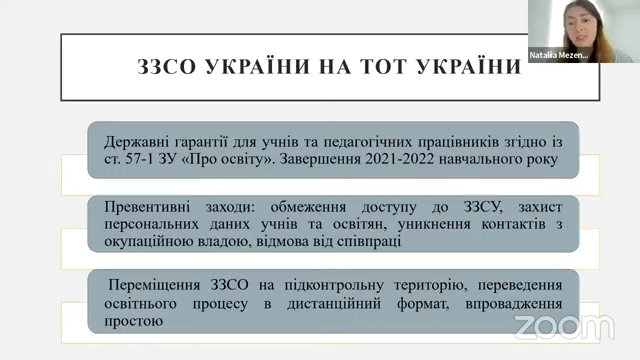 ЗЗСО УКРАЇНИ НА ТОТ УКРАЇНИ
Nataliia Mezen...
Державні гарантії для учнів та педагогічних працівників згідно із
ст. 57-1 ЗУ «Про освіту». Завершення 2021-2022 навчального року
Превентивні заходи: обмеження доступу до ЗЗСУ, захист
персональних даних учнів та освітян, уникнення контактів з
окупаційною владою, відмова від співпраці
Переміщення ЗЗСО на підконтрольну територію, переведення
освітнього процесу в дистанційний формат, впровадження
простою
zoom